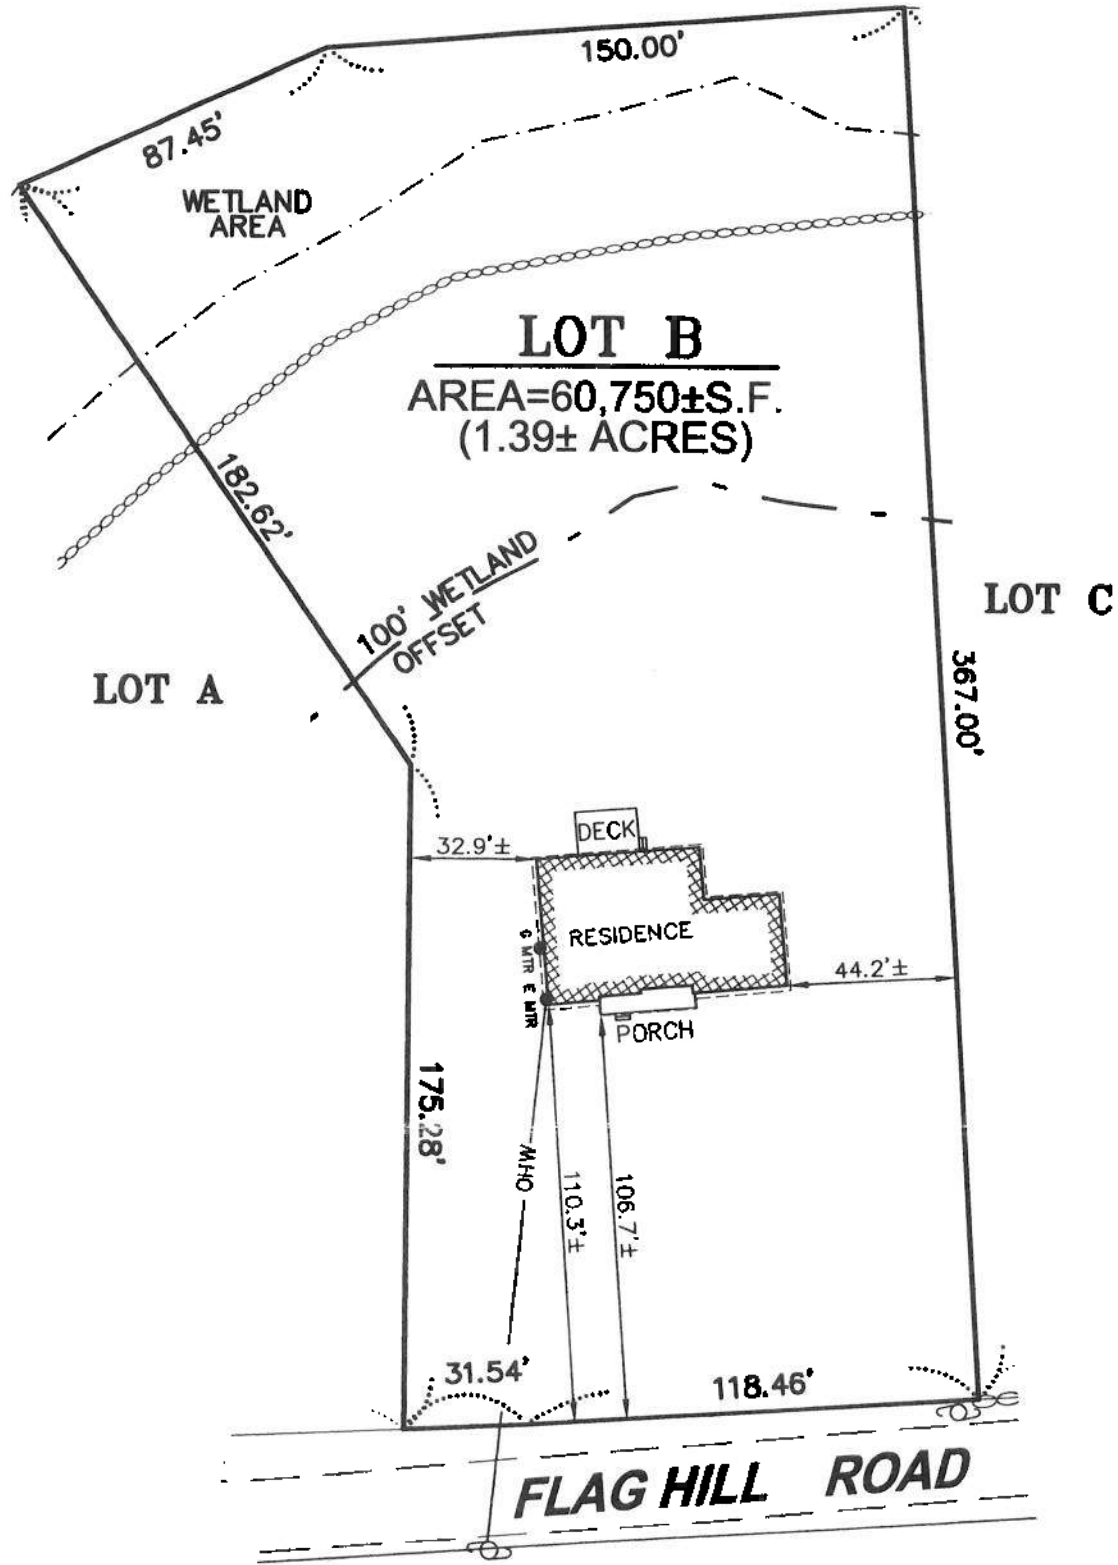 150.00'
87.45'
WETLAND
AREA
LOT B
AREA=60,750±S.F.
(1.39± ACRES)
182.62'
100' WETLAND
OFFSET
LOT C
LOT A
367.00'
DECK
32.9'±
RESIDENCE
G MTR
E MTR
44.2'±
PORCH
175.28'
OHW
110.3'±
106.7'±
31.54'
118.46'
FLAG HILL ROAD